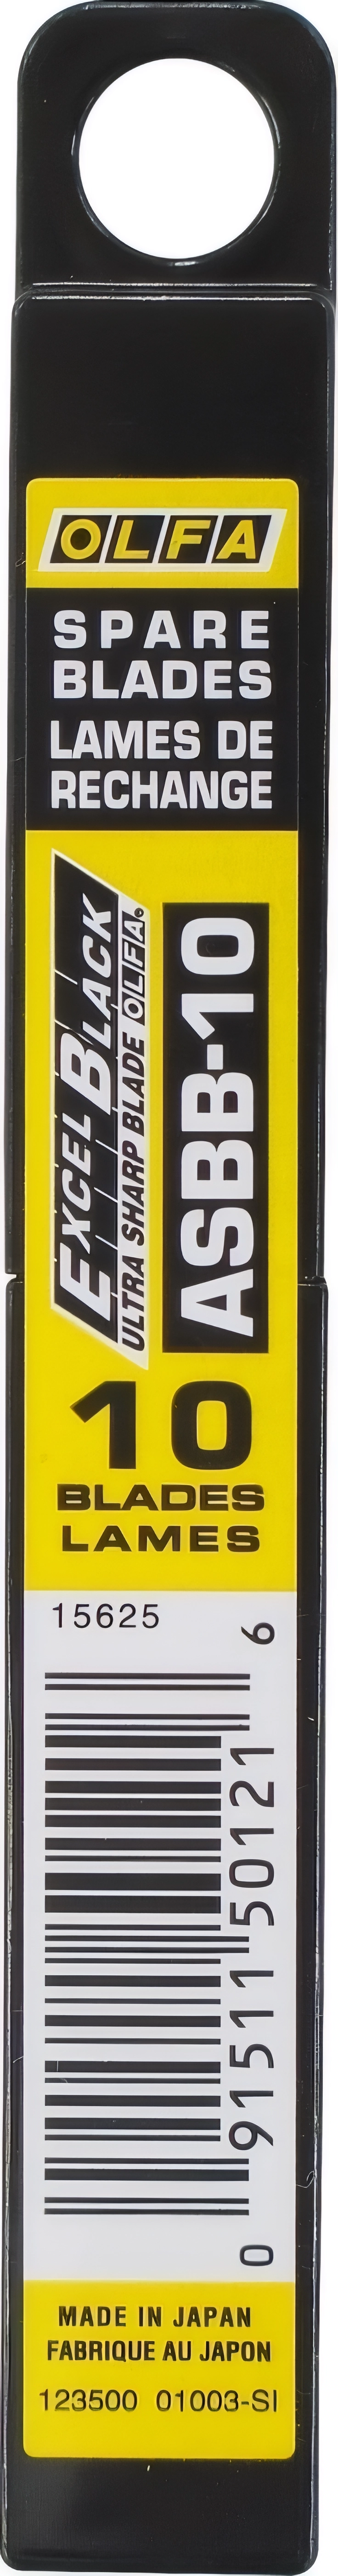 OLFA
SPARE
BLADES
LAMES DE
RECHANGE
EXCEL BLACK
ULTRA SHARP BLADE OLFA®
ASBB-10
10
BLADES
LAMES
15625
0 91511 50121 6
MADE IN JAPAN
FABRIQUE AU JAPON
123500 01003-SI